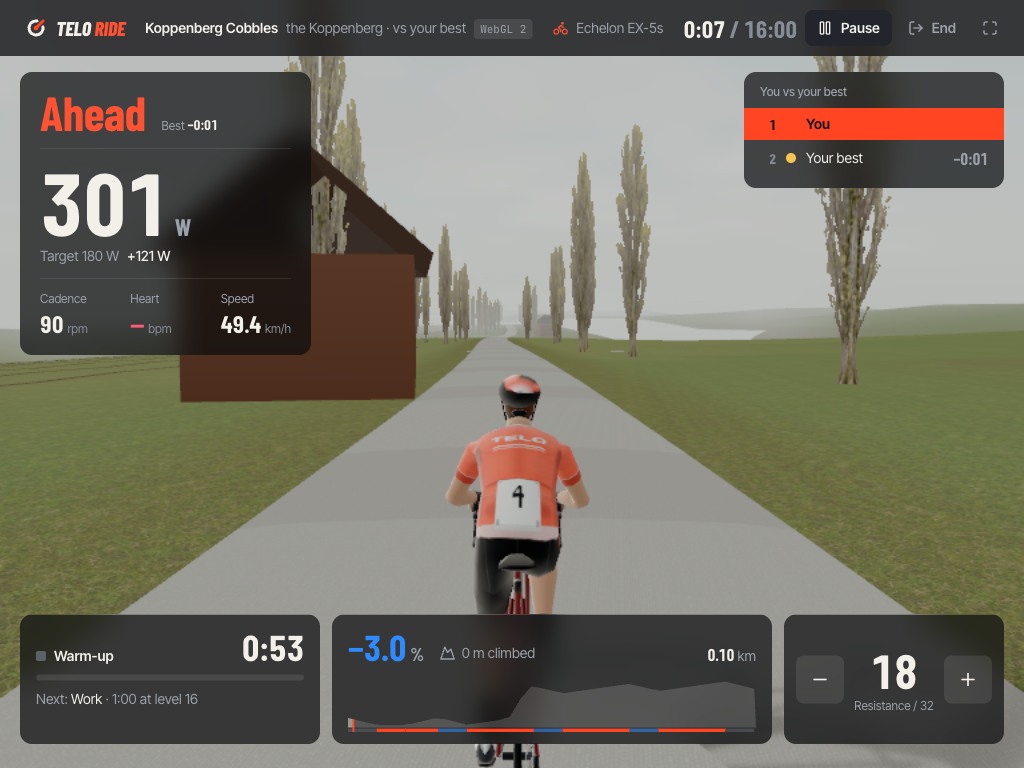 TELO RIDE Koppenberg Cobbles the Koppenberg · vs your best WebGL 2 Echelon EX-5s 0:07 / 16:00 Pause End
Ahead Best −0:01
301 W
Target 180 W +121 W
Cadence Heart Speed
90 rpm — bpm 49.4 km/h
You vs your best
1 You
2 Your best −0:01
TELO
4
Warm-up 0:53
Next: Work · 1:00 at level 16
−3.0 % 0 m climbed 0.10 km
− 18 +
Resistance / 32